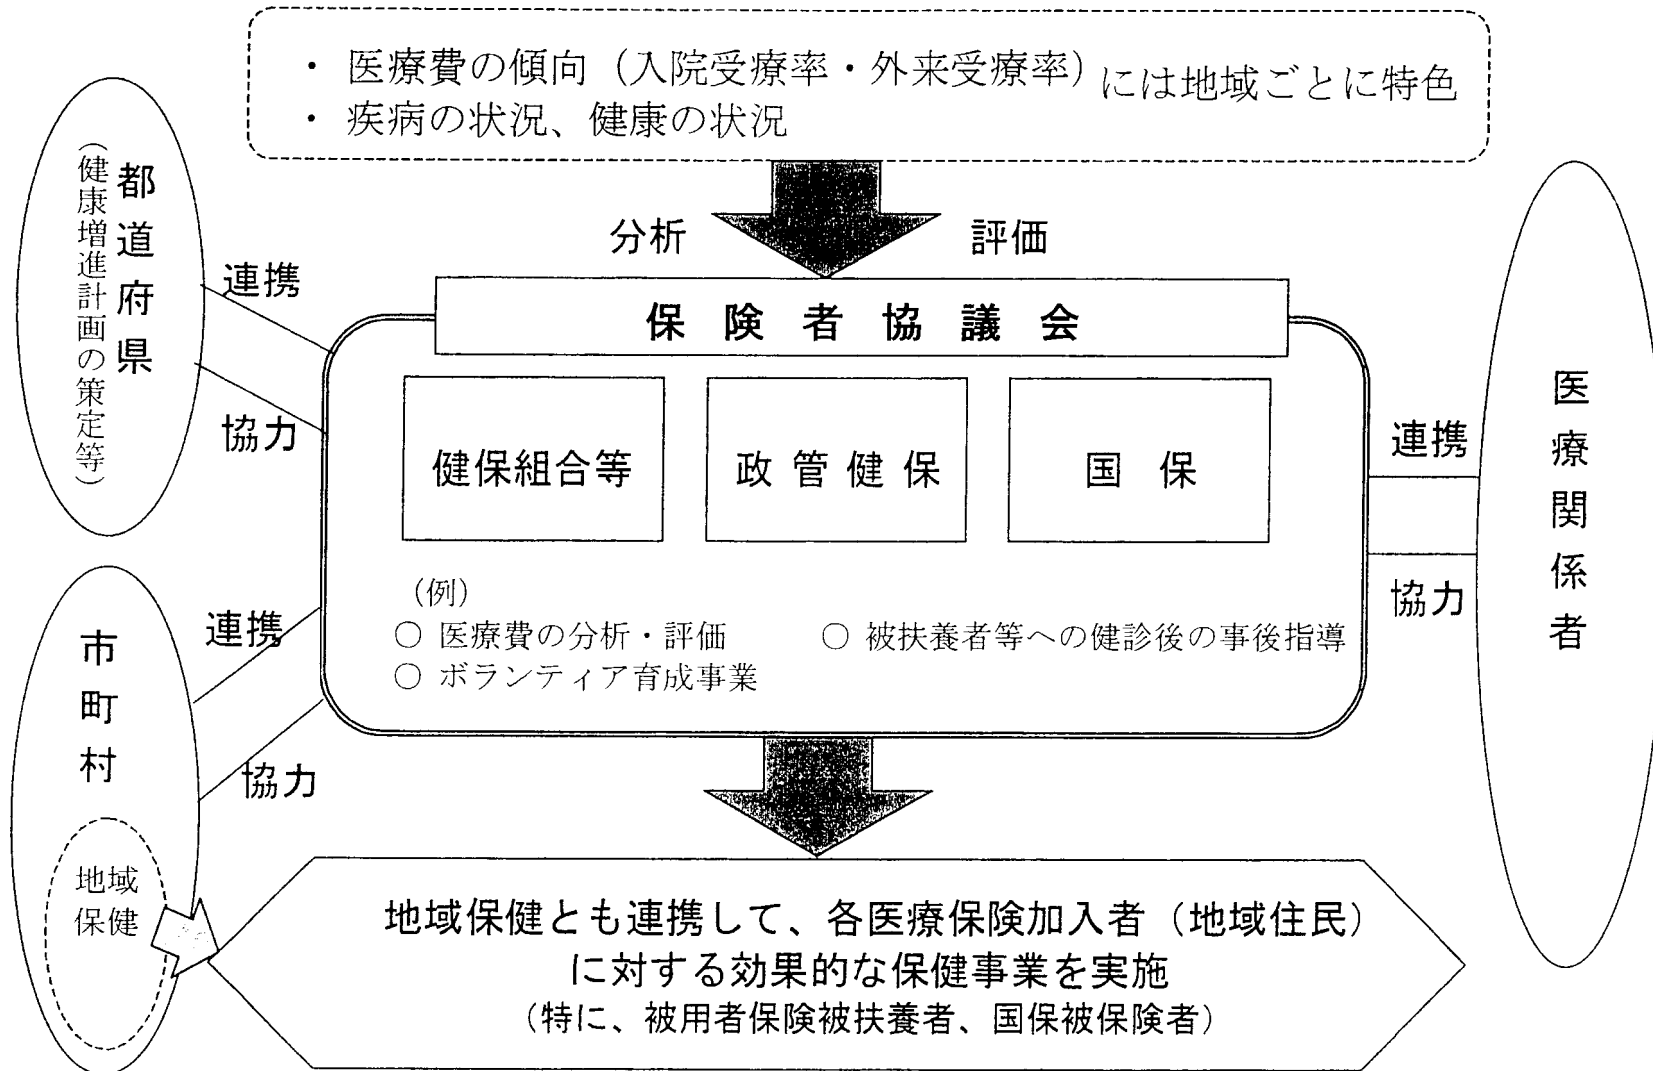 ・ 医療費の傾向（入院受療率・外来受療率）には地域ごとに特色
・ 疾病の状況、健康の状況
都道府県
（健康増進計画の策定等）
分析
評価
連携
協力
保険者協議会
健保組合等
政管健保
国保
（例）
○ 医療費の分析・評価
○ 被扶養者等への健診後の事後指導
○ ボランティア育成事業
連携
協力
医療関係者
市町村
連携
協力
地域
保健
地域保健とも連携して、各医療保険加入者（地域住民）
に対する効果的な保健事業を実施
（特に、被用者保険被扶養者、国保被保険者）